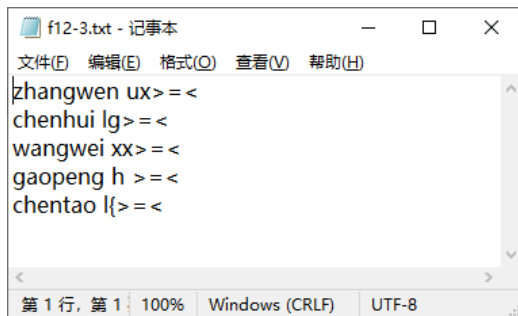 f12-3.txt - 记事本
文件(F) 编辑(E) 格式(O) 查看(V) 帮助(H)
zhangwen ux>=<
chenhui lg>=<
wangwei xx>=<
gaopeng h >=<
chentao l{>=<
第 1 行, 第 1 100% Windows (CRLF) UTF-8